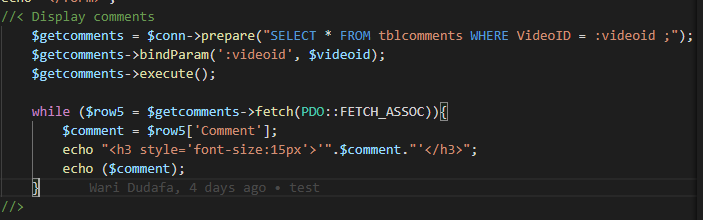 echo "</form>";
//< Display comments
$getcomments = $conn->prepare("SELECT * FROM tblcomments WHERE VideoID = :videoid ;");
$getcomments->bindParam(':videoid', $videoid);
$getcomments->execute();
while ($row5 = $getcomments->fetch(PDO::FETCH_ASSOC)){
$comment = $row5['Comment'];
echo "<h3 style='font-size:15px'>'".$comment."'</h3>";
echo ($comment);
} Wari Dudafa, 4 days ago • test
//>